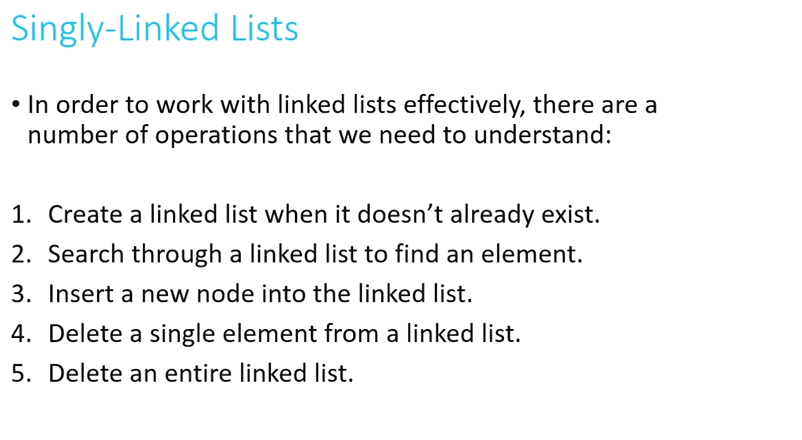 Singly-Linked Lists
• In order to work with linked lists effectively, there are a
number of operations that we need to understand:
1. Create a linked list when it doesn’t already exist.
2. Search through a linked list to find an element.
3. Insert a new node into the linked list.
4. Delete a single element from a linked list.
5. Delete an entire linked list.